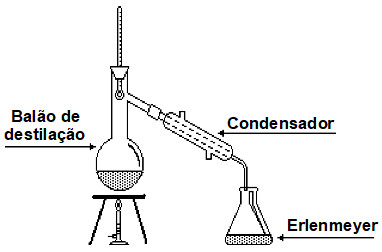 Balão de
destilação
Condensador
Erlenmeyer